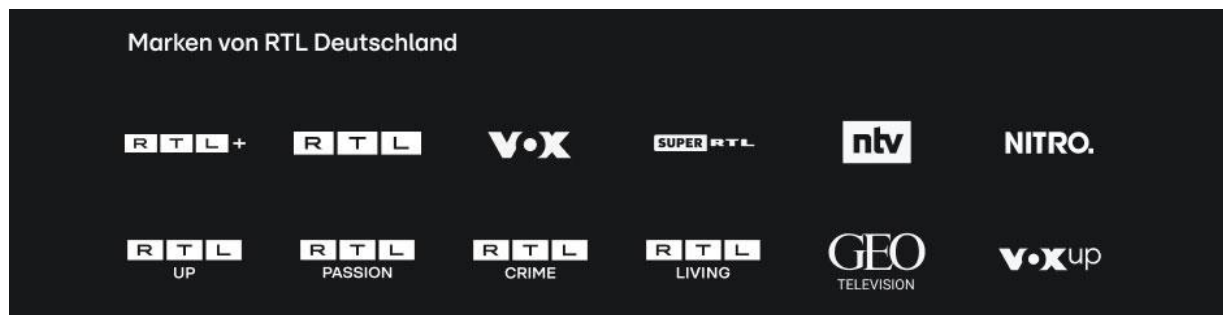 Marken von RTL Deutschland
RTL+
RTL
VOX
SUPER RTL
ntv
NITRO.
RTL
UP
RTL
PASSION
RTL
CRIME
RTL
LIVING
GEO
TELEVISION
VOXup